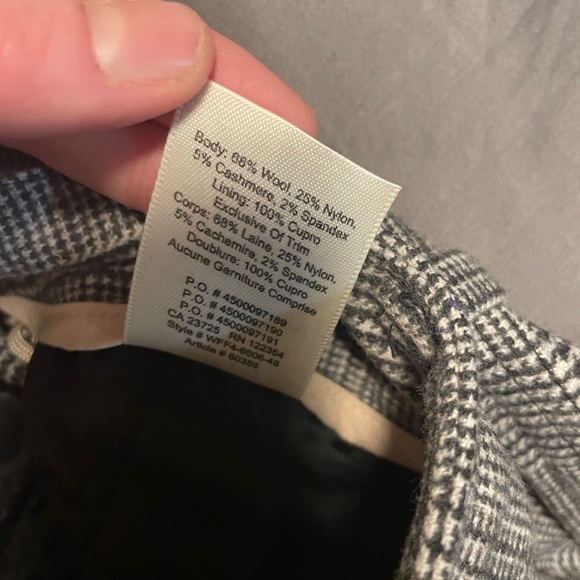 Body: 68% Wool, 25% Nylon,
5% Cashmere, 2% Spandex
Lining: 100% Cupro
Exclusive Of Trim
Corps: 68% Laine, 25% Nylon,
5% Cachemire, 2% Spandex
Doublure: 100% Cupro
Aucune Garniture Comprise
P.O. # 4500097189
P.O. # 4500097190
P.O. # 4500097191
CA 23725 RN 122354
Style # WFF4-6606-48
Article # 60358